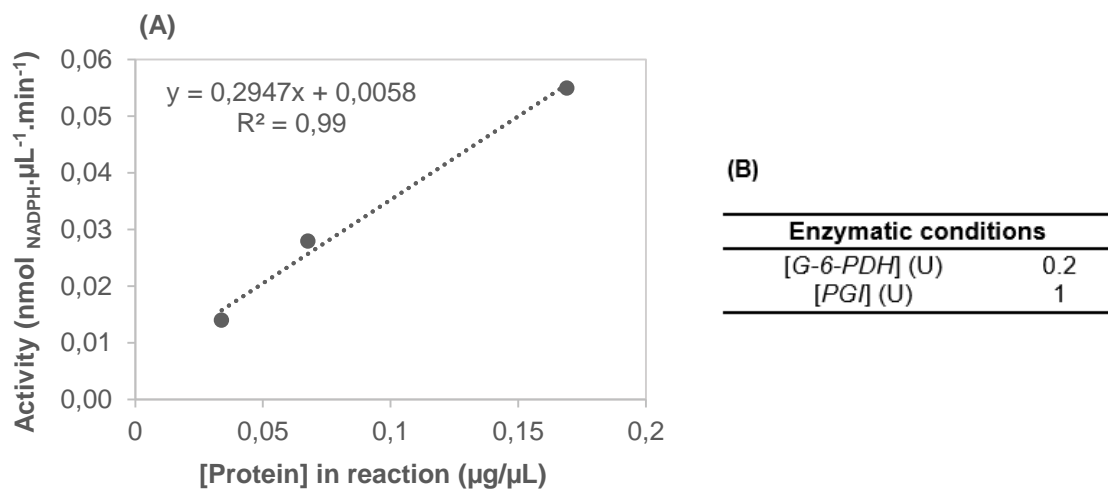 (A)
0,06
0,05
0,04
0,03
0,02
0,01
0,00
y = 0,2947x + 0,0058
R² = 0,99
0
0,05
0,1
0,15
0,2
Activity (nmol NADPH.µL⁻¹.min⁻¹)
[Protein] in reaction (µg/µL)
(B)
Enzymatic conditions
[G-6-PDH] (U) 0.2
[PGI] (U) 1